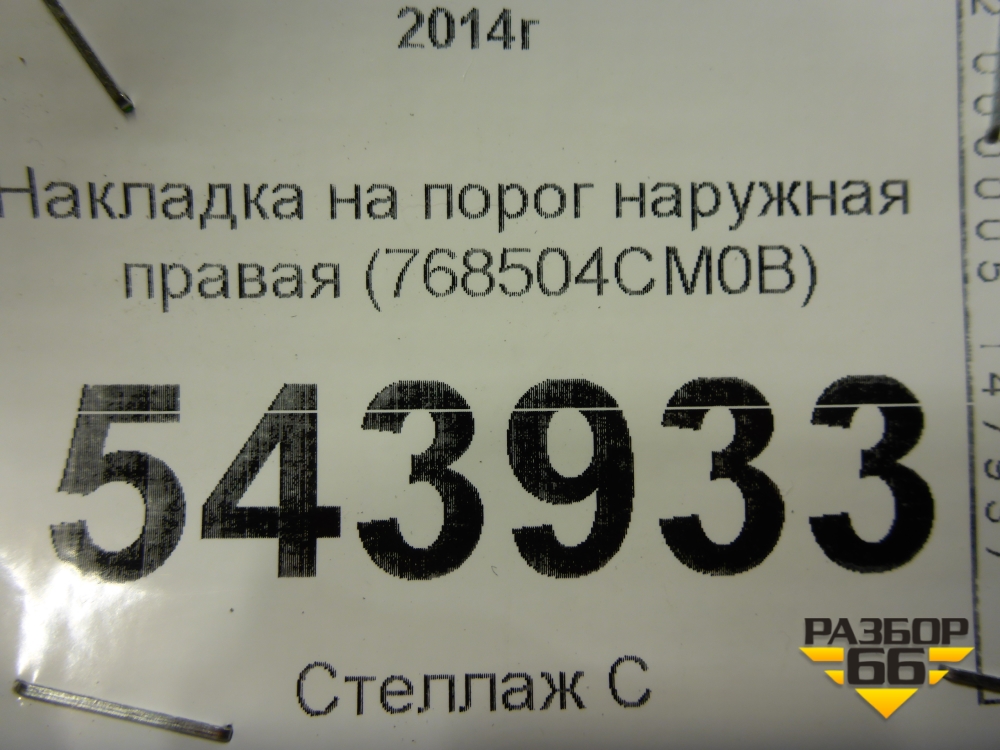 2014г
Накладка на порог наружная
правая (768504CM0B)
543933
Стеллаж С
РАЗБОР
66